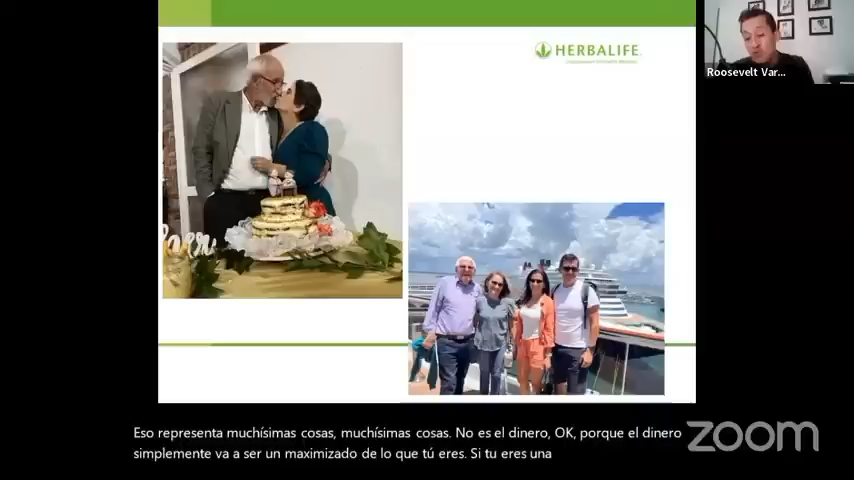 HERBALIFE
Roosevelt Var...
Eso representa muchísimas cosas, muchísimas cosas. No es el dinero, OK, porque el dinero
simplemente va a ser un maximizado de lo que tú eres. Si tu eres una
zoom